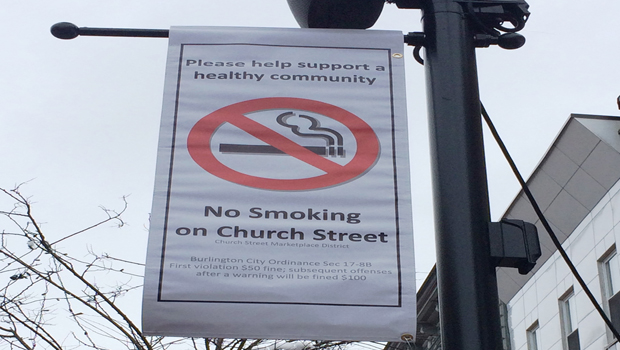 Please help support a
healthy community
No Smoking
on Church Street
Church Street Marketplace District
Burlington City Ordinance Sec 17-8B
First violation $50 fine; subsequent offenses
after a warning will be fined $100